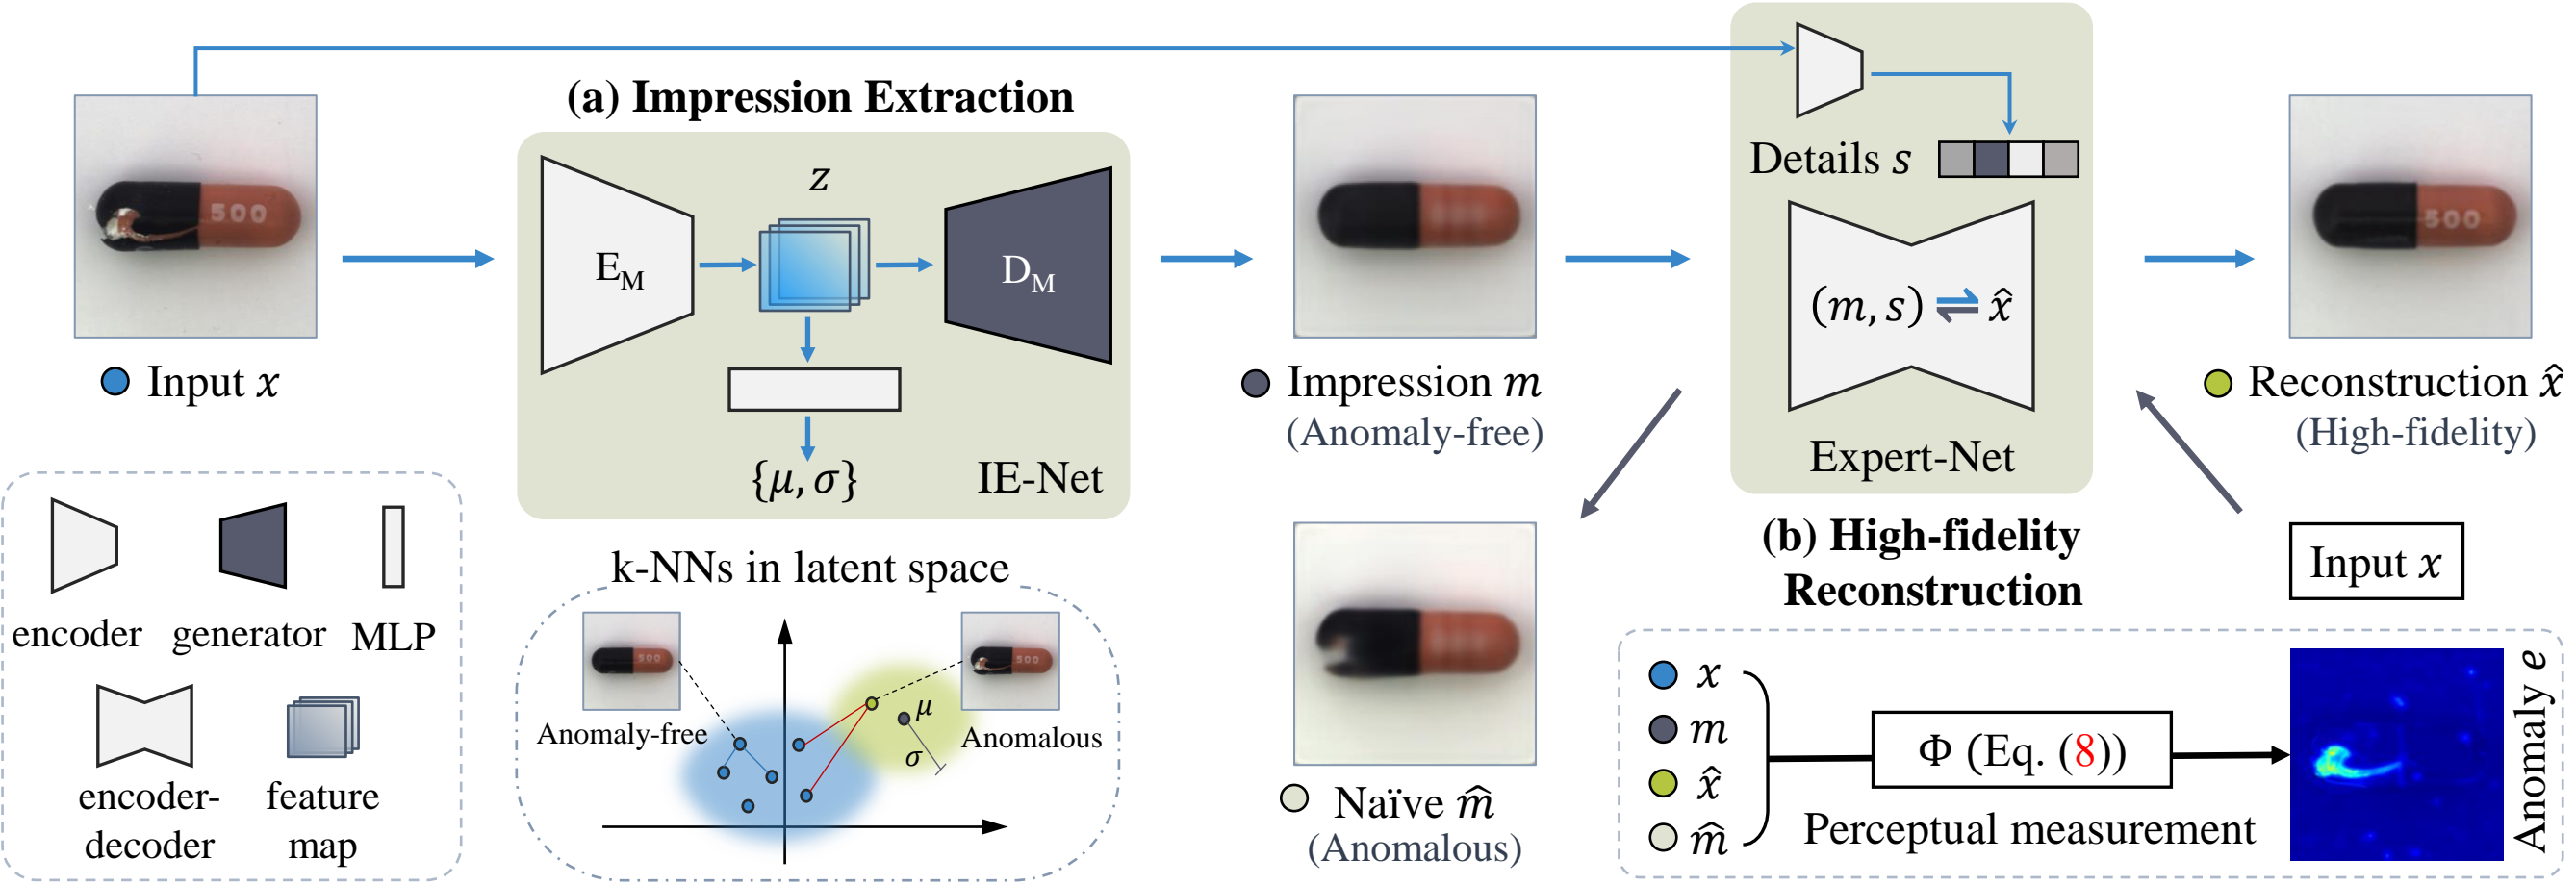 (a) Impression Extraction
500
Input x
E_M
z
D_M
{μ, σ}
IE-Net
Impression m
(Anomaly-free)
Details s
(m, s) ⇌ x̂
Expert-Net
500
Reconstruction x̂
(High-fidelity)
(b) High-fidelity
Reconstruction
Input x
encoder
generator
MLP
encoder-
decoder
feature
map
k-NNs in latent space
500
Anomaly-free
500
Anomalous
μ
σ
Naïve m̂
(Anomalous)
x
m
x̂
m̂
Φ (Eq. (8))
Perceptual measurement
Anomaly e